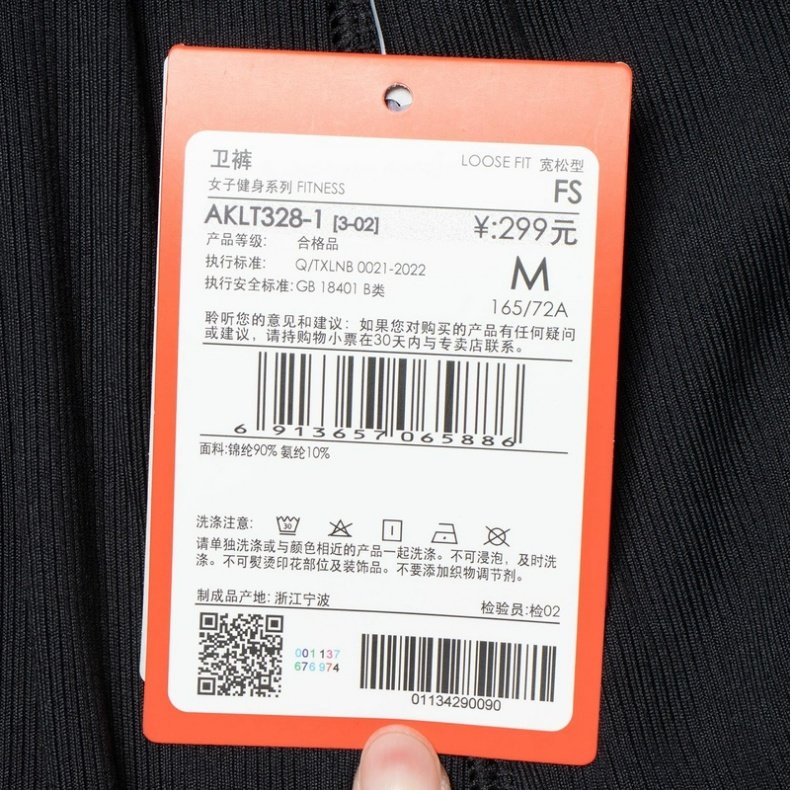 卫裤
LOOSE FIT 宽松型
女子健身系列 FITNESS
FS
AKLT328-1 [3-02]
¥:299元
产品等级: 合格品
执行标准: Q/TXLNB 0021-2022
M
执行安全标准: GB 18401 B类
165/72A
聆听您的意见和建议: 如果您对购买的产品有任何疑问
或建议, 请持购物小票在30天内与专卖店联系。
6 913657 065886
面料: 锦纶90% 氨纶10%
洗涤注意: 30
请单独洗涤或与颜色相近的产品一起洗涤。不可浸泡, 及时洗
涤。不可熨烫印花部位及装饰品。不要添加织物调节剂。
制成品产地: 浙江宁波
检验员: 检02
001 137
676 974
01134290090